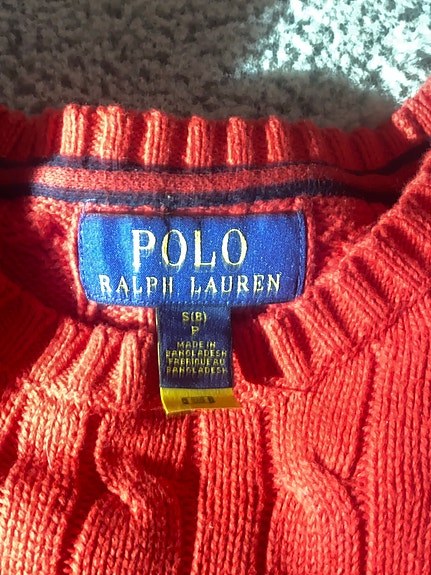 POLO
RALPH LAUREN
S(8)
P
MADE IN
BANGLADESH
FABRIQUE AU
BANGLADESH